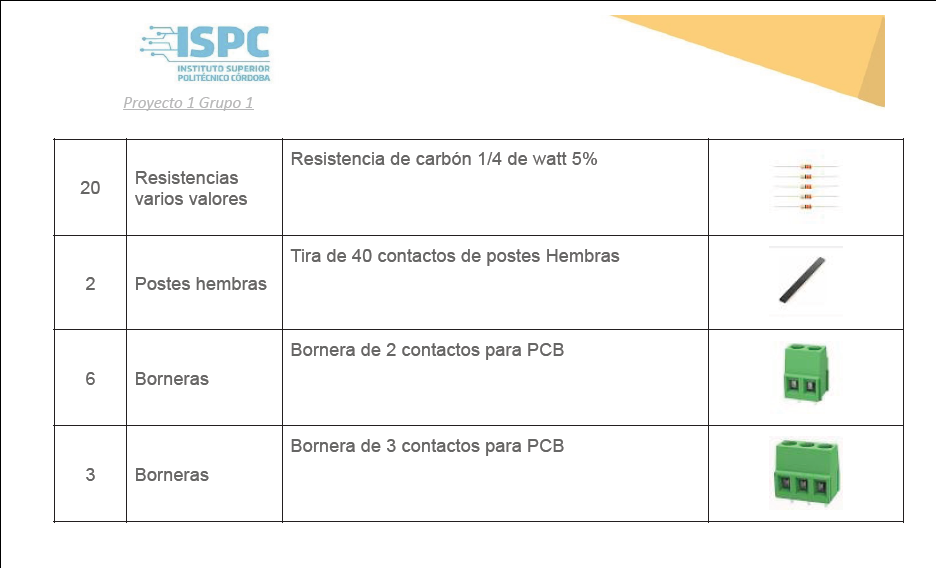 ISPC
INSTITUTO SUPERIOR
POLITÉCNICO CÓRDOBA
Proyecto 1 Grupo 1
20
Resistencias
varios valores
Resistencia de carbón 1/4 de watt 5%
2
Postes hembras
Tira de 40 contactos de postes Hembras
6
Borneras
Bornera de 2 contactos para PCB
3
Borneras
Bornera de 3 contactos para PCB